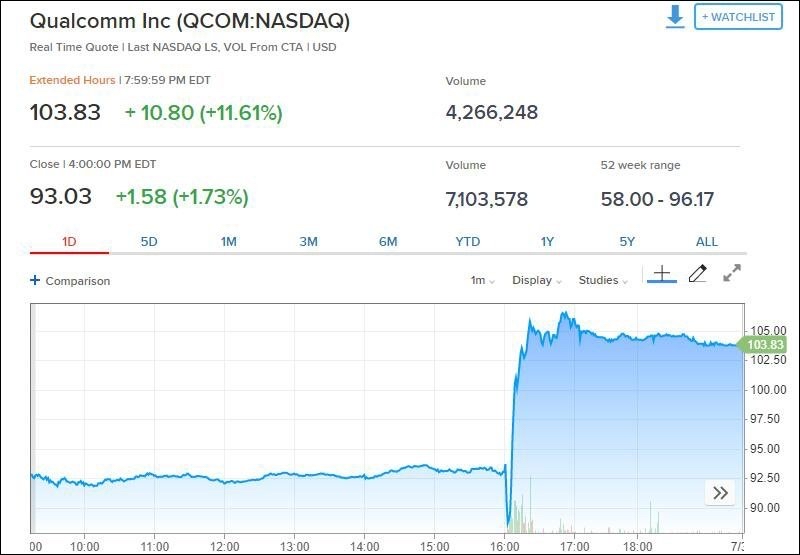 Qualcomm Inc (QCOM:NASDAQ)
+ WATCHLIST
Real Time Quote | Last NASDAQ LS, VOL From CTA | USD
Extended Hours | 7:59:59 PM EDT
Volume
103.83 + 10.80 (+11.61%)
4,266,248
Close | 4:00:00 PM EDT
Volume
52 week range
93.03 +1.58 (+1.73%)
7,103,578
58.00 - 96.17
1D 5D 1M 3M 6M YTD 1Y 5Y ALL
+ Comparison
1m Display Studies
105.00
103.83
102.50
100.00
97.50
95.00
92.50
90.00
00 10:00 11:00 12:00 13:00 14:00 15:00 16:00 17:00 18:00